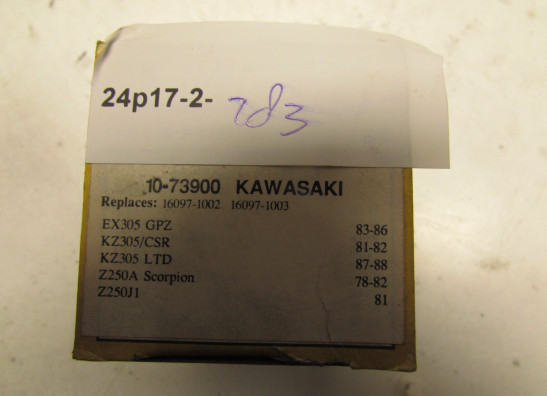 24p17-2- 283
10-73900 KAWASAKI
Replaces: 16097-1002 16097-1003
EX305 GPZ 83-86
KZ305/CSR 81-82
KZ305 LTD 87-88
Z250A Scorpion 78-82
Z250J1 81